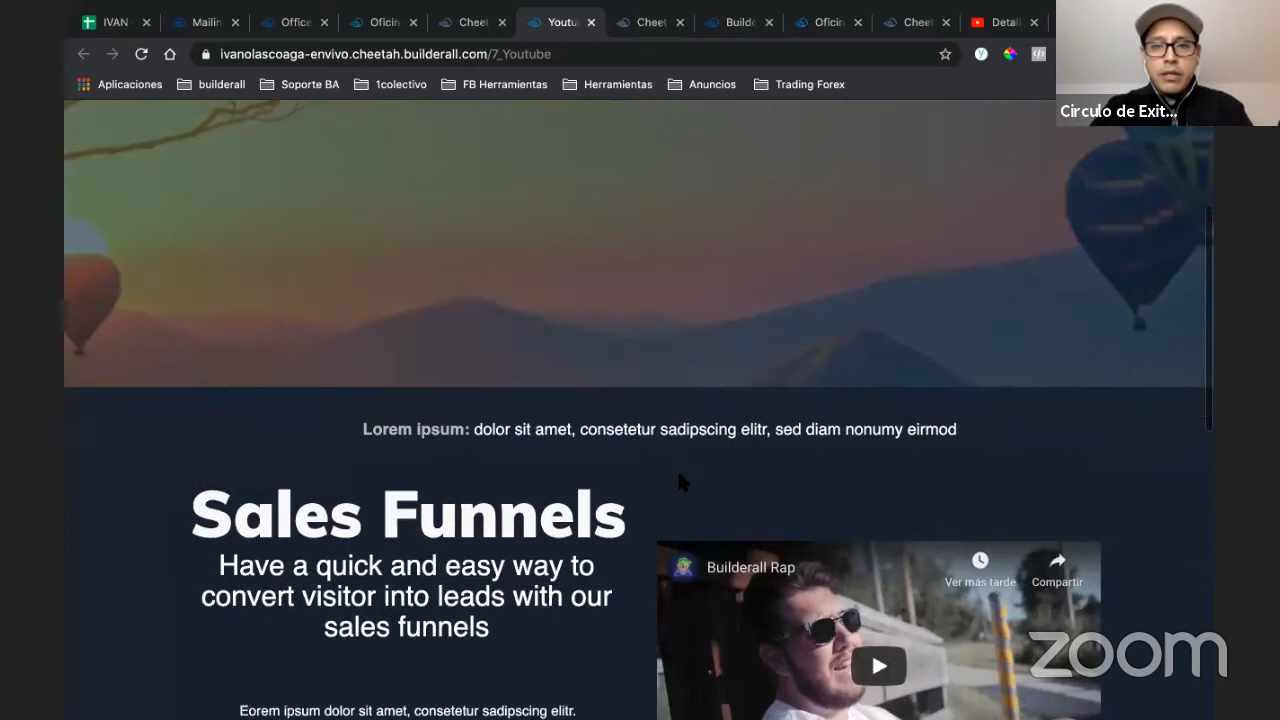 IVAN
Mailin
Office
Oficin
Cheet
Youtu
Cheet
Builde
Oficin
Cheet
Detall
ivanolascoaga-envivo.cheetah.builderall.com/7_Youtube
Aplicaciones
builderall
Soporte BA
1colectivo
FB Herramientas
Herramientas
Anuncios
Trading Forex
Circulo de Exit...
Lorem ipsum: dolor sit amet, consetetur sadipscing elitr, sed diam nonumy eirmod
Sales Funnels
Have a quick and easy way to
convert visitor into leads with our
sales funnels
Builderall Rap
Ver más tarde
Compartir
Eorem ipsum dolor sit amet, consetetur sadipscing elitr.
zoom